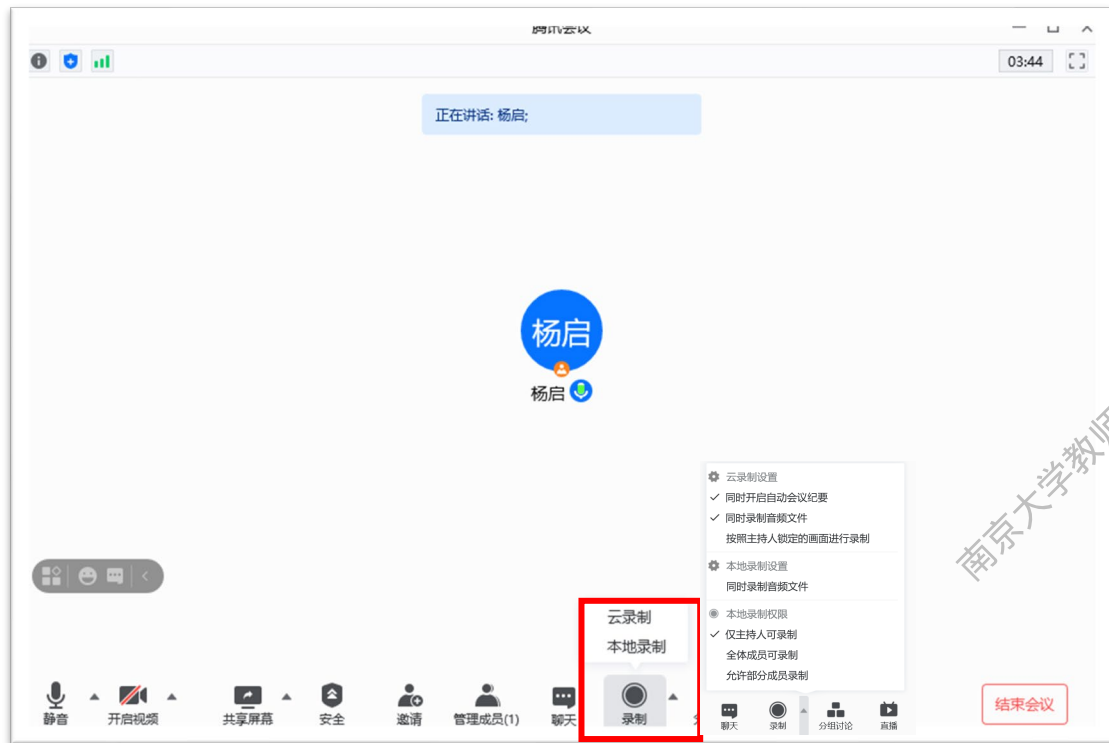 腾讯会议
03:44
正在讲话: 杨启;
杨启
杨启
云录制设置
同时开启自动会议纪要
同时录制音频文件
按照主持人锁定的画面进行录制
本地录制设置
同时录制音频文件
本地录制权限
仅主持人可录制
全体成员可录制
允许部分成员录制
云录制
本地录制
静音
开启视频
共享屏幕
安全
邀请
管理成员(1)
聊天
录制
聊天
录制
分组讨论
直播
结束会议
南京大学教师